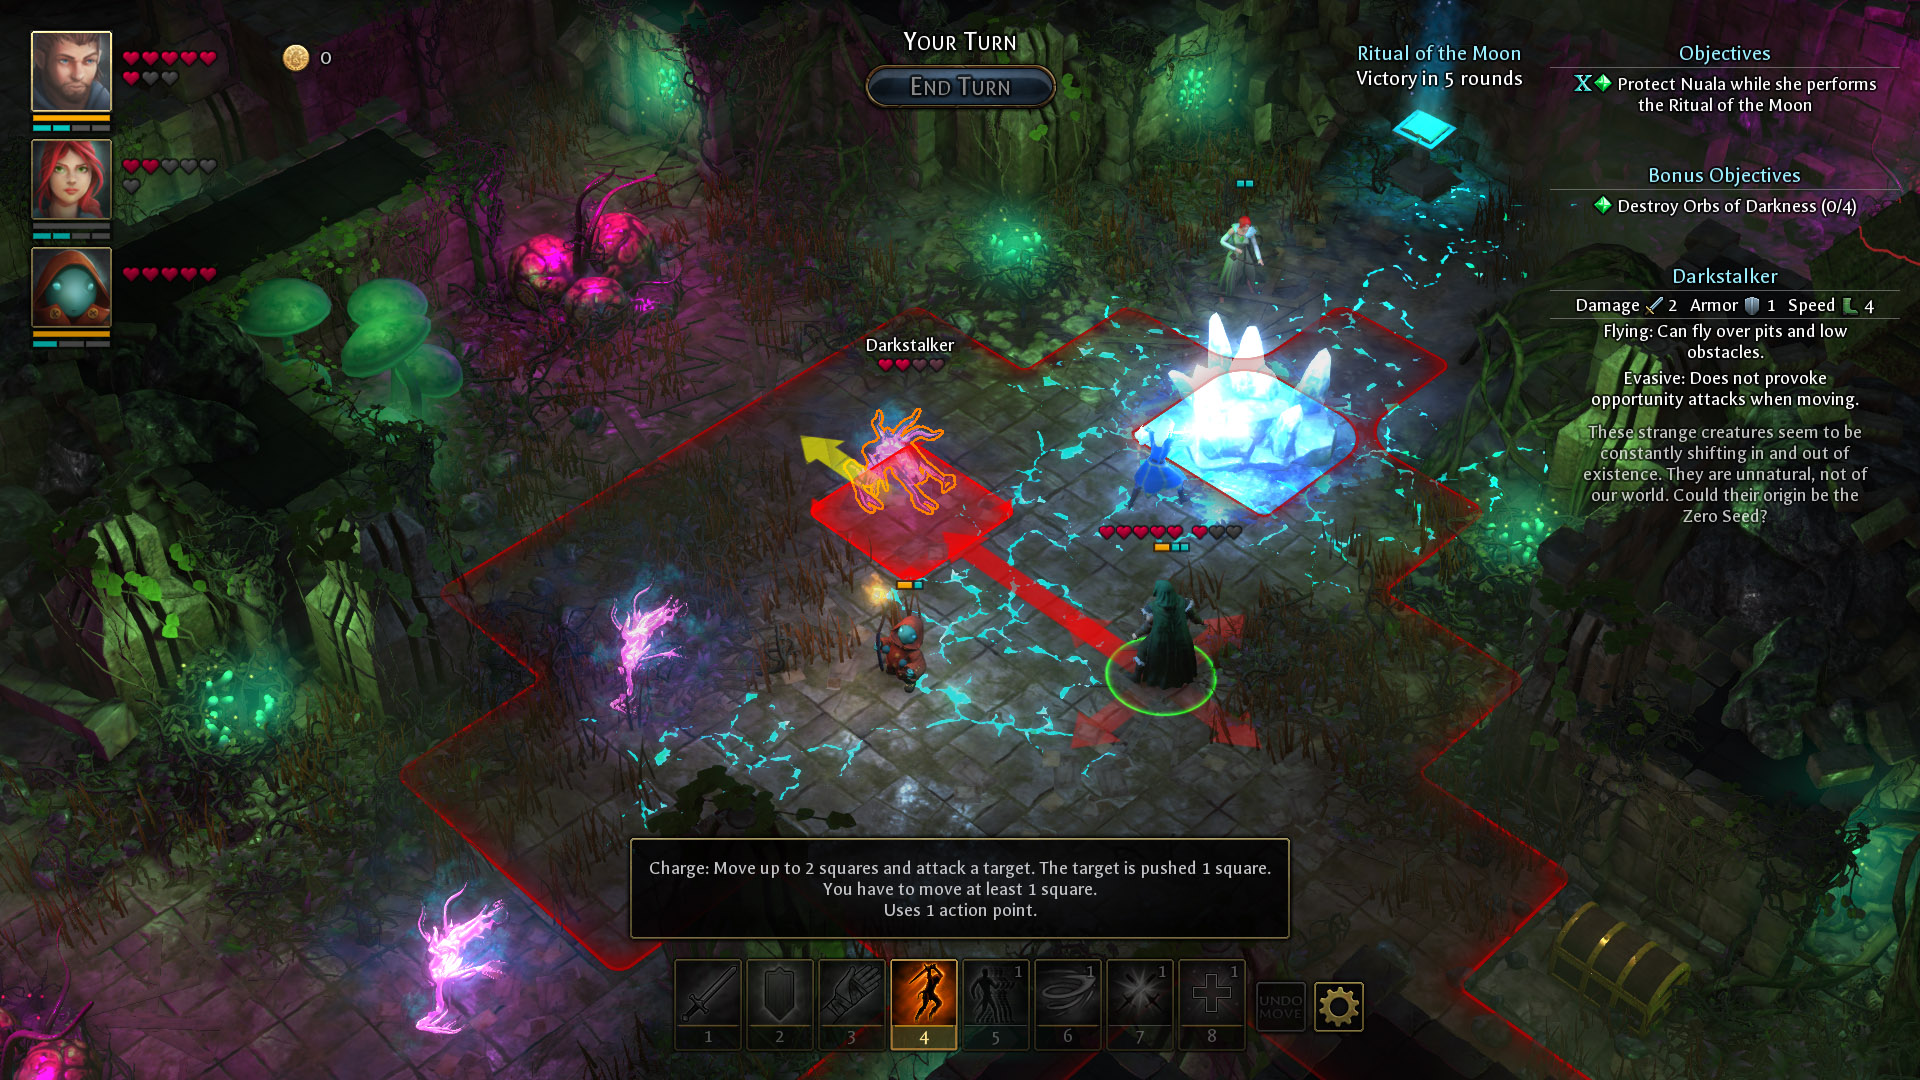 0
YOUR TURN
END TURN
Ritual of the Moon
Victory in 5 rounds
Objectives
X Protect Nuala while she performs
the Ritual of the Moon
Bonus Objectives
Destroy Orbs of Darkness (0/4)
Darkstalker
Damage 2 Armor 1 Speed 4
Flying: Can fly over pits and low
obstacles.
Evasive: Does not provoke
opportunity attacks when moving.
These strange creatures seem to be
constantly shifting in and out of
existence. They are unnatural, not of
our world. Could their origin be the
Zero Seed?
Darkstalker
Charge: Move up to 2 squares and attack a target. The target is pushed 1 square.
You have to move at least 1 square.
Uses 1 action point.
1 1 1 1
1 2 3 4 5 6 7 8
UNDO
MOVE